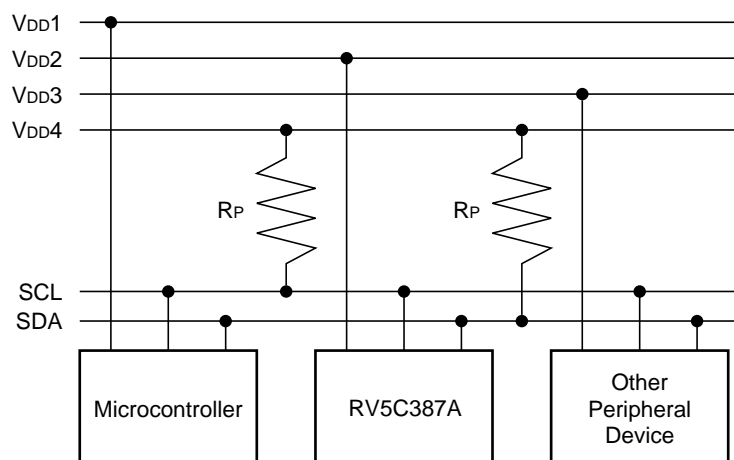 VDD1
VDD2
VDD3
VDD4
RP
RP
SCL
SDA
Microcontroller
RV5C387A
Other
Peripheral
Device